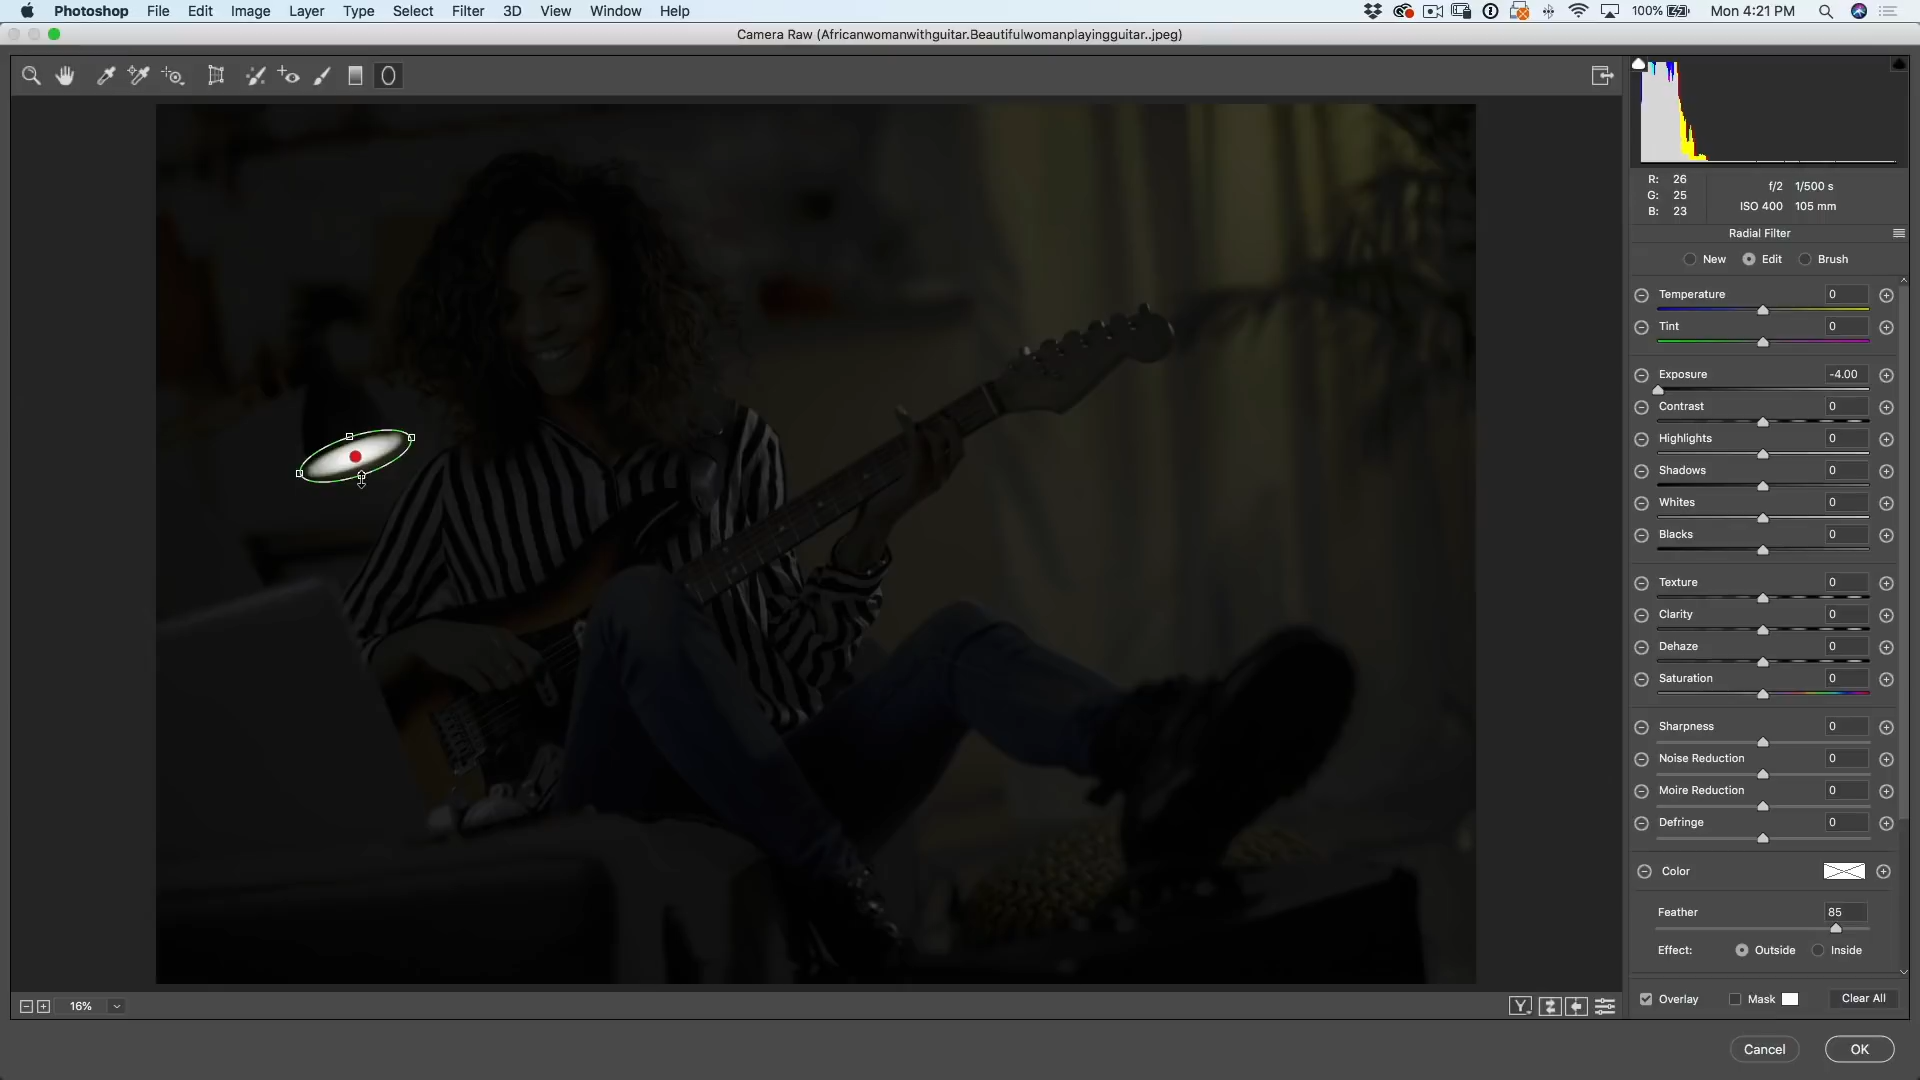 Photoshop File Edit Image Layer Type Select Filter 3D View Window Help 100% Mon 4:21 PM
Camera Raw (Africanwomanwithguitar.Beautifulwomanplayingguitar..jpeg)
R: 26
G: 25
B: 23
f/2 1/500 s
ISO 400 105 mm
Radial Filter
New Edit Brush
Temperature 0
Tint 0
Exposure -4.00
Contrast 0
Highlights 0
Shadows 0
Whites 0
Blacks 0
Texture 0
Clarity 0
Dehaze 0
Saturation 0
Sharpness 0
Noise Reduction 0
Moire Reduction 0
Defringe 0
Color
Feather 85
Effect: Outside Inside
16% Y Overlay Mask Clear All
Cancel OK